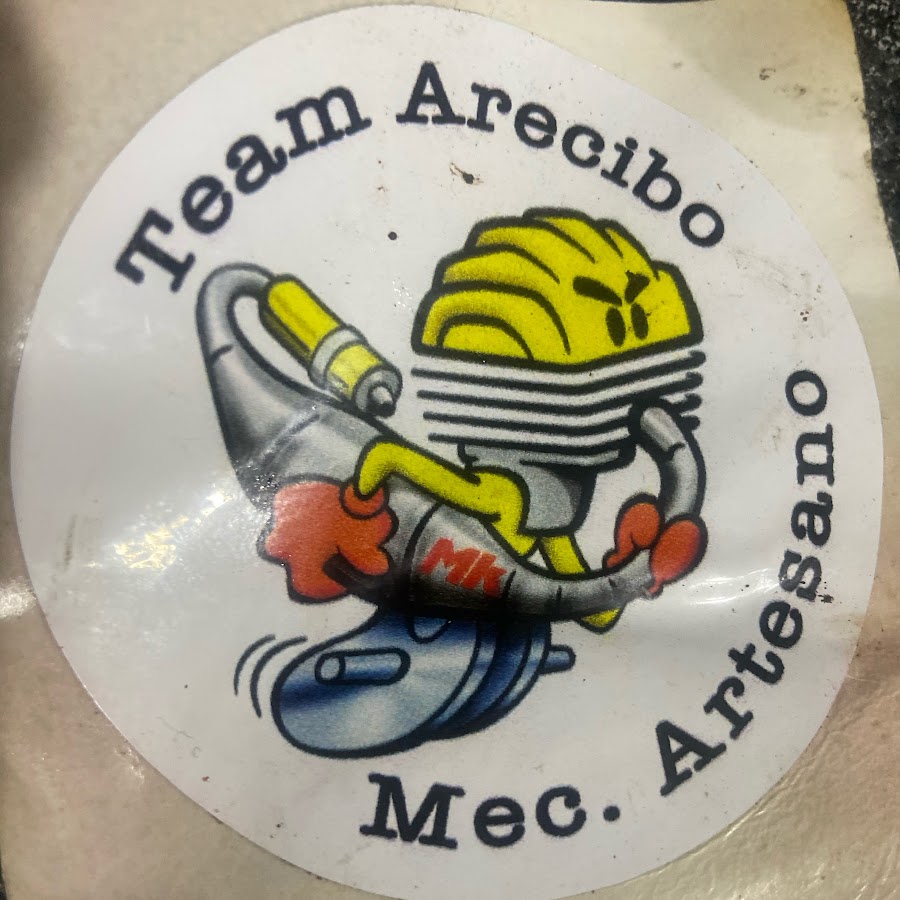 Team Arecibo
Mk
Mec. Artesano